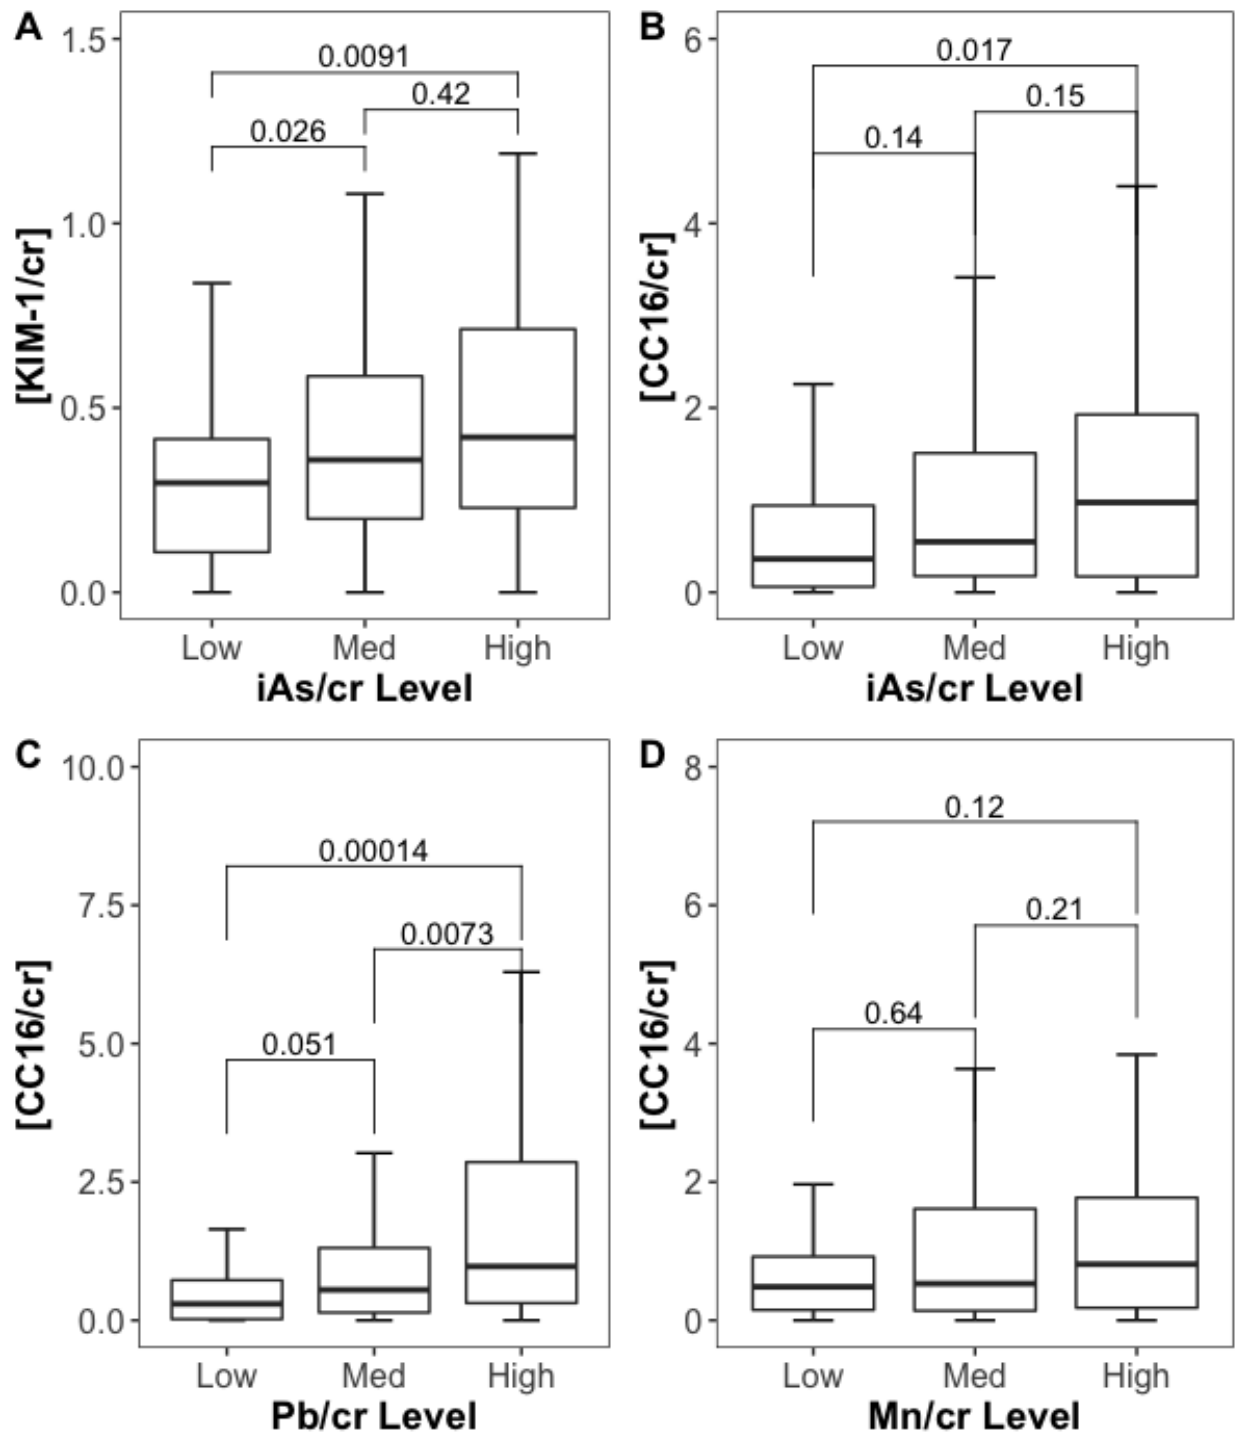 A
1.5
1.0
0.5
0.0
[KIM-1/cr]
0.0091
0.42
0.026
Low Med High
iAs/cr Level
B
6
4
2
0
[CC16/cr]
0.017
0.15
0.14
Low Med High
iAs/cr Level
C
10.0
7.5
5.0
2.5
0.0
[CC16/cr]
0.00014
0.0073
0.051
Low Med High
Pb/cr Level
D
8
6
4
2
0
[CC16/cr]
0.12
0.21
0.64
Low Med High
Mn/cr Level